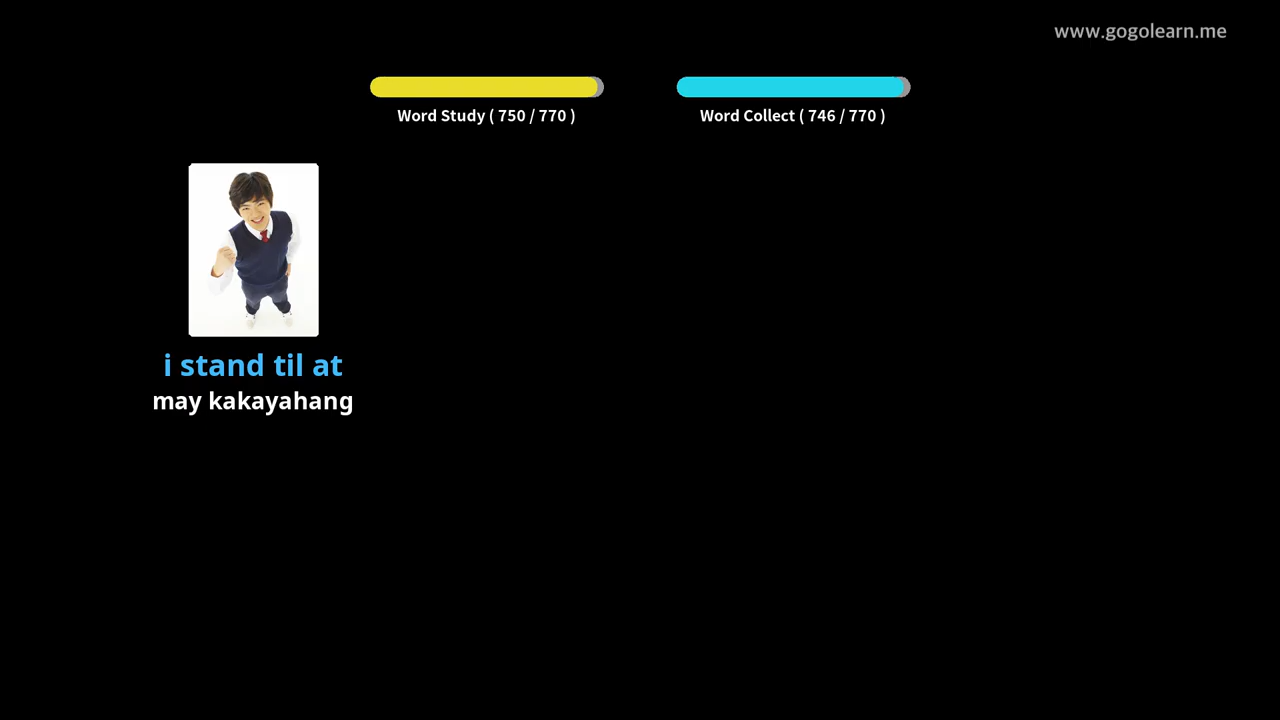 www.gogolearn.me
Word Study ( 750 / 770 )
Word Collect ( 746 / 770 )
i stand til at
may kakayahang